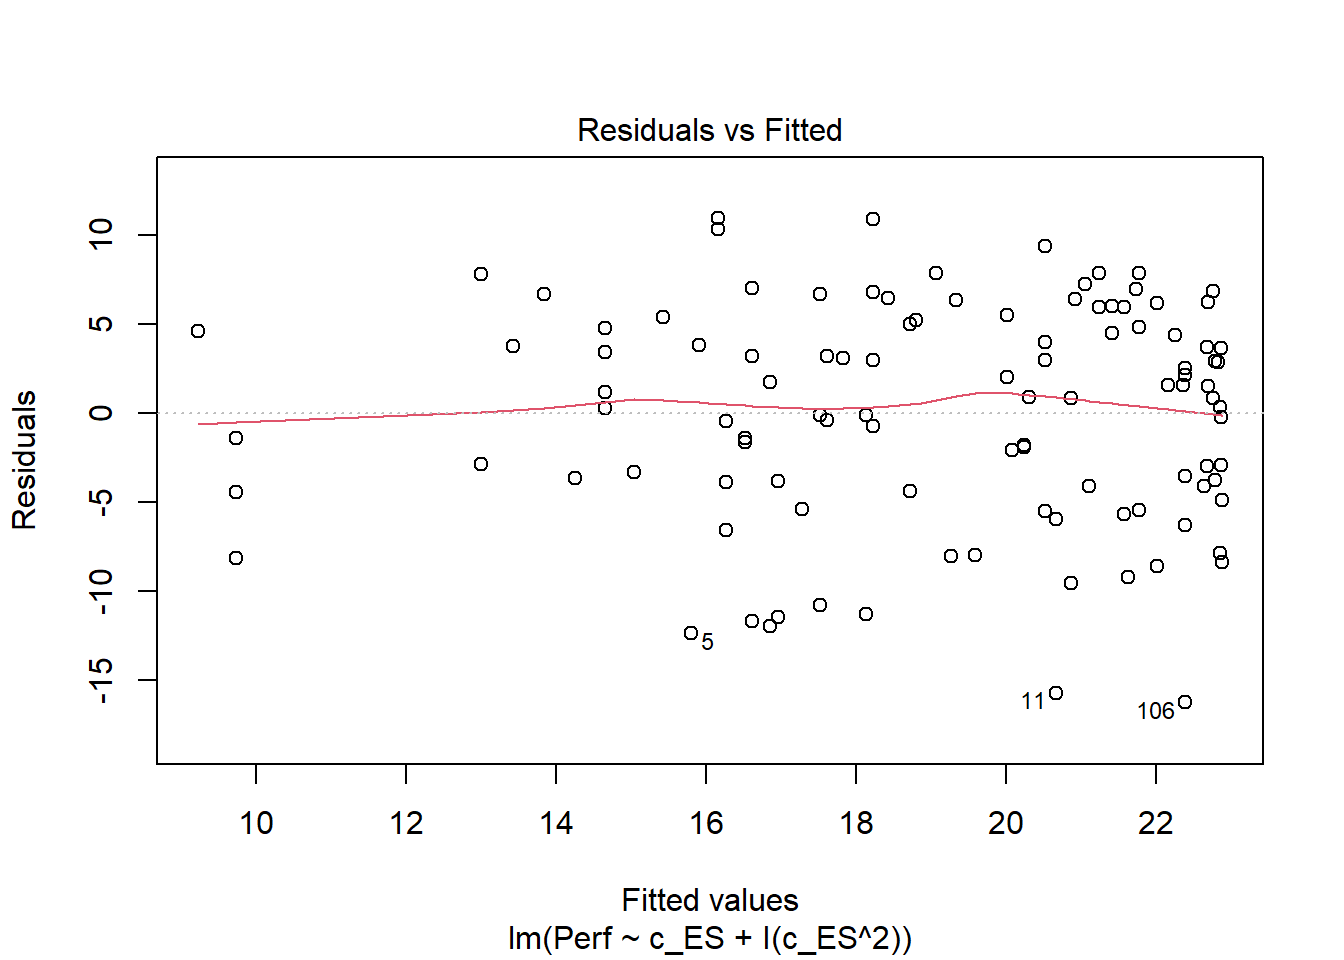 Residuals vs Fitted
Residuals
10
5
0
-5
-10
-15
5
11
106
10 12 14 16 18 20 22
Fitted values
lm(Perf ~ c_ES + I(c_ES^2))